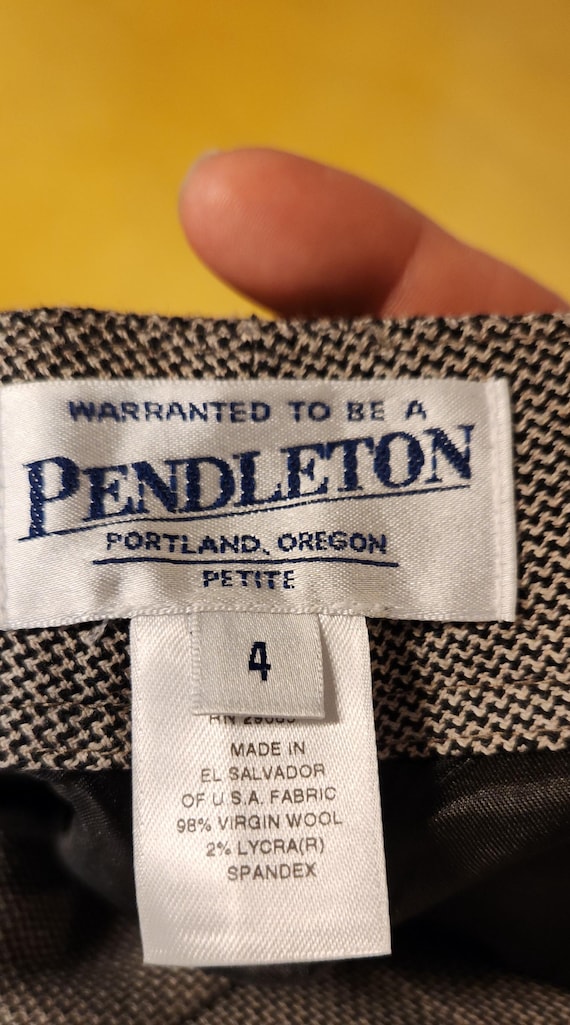 WARRANTED TO BE A
PENDLETON
PORTLAND, OREGON
PETITE
4
RN
MADE IN
EL SALVADOR
OF U.S.A. FABRIC
98% VIRGIN WOOL
2% LYCRA(R)
SPANDEX